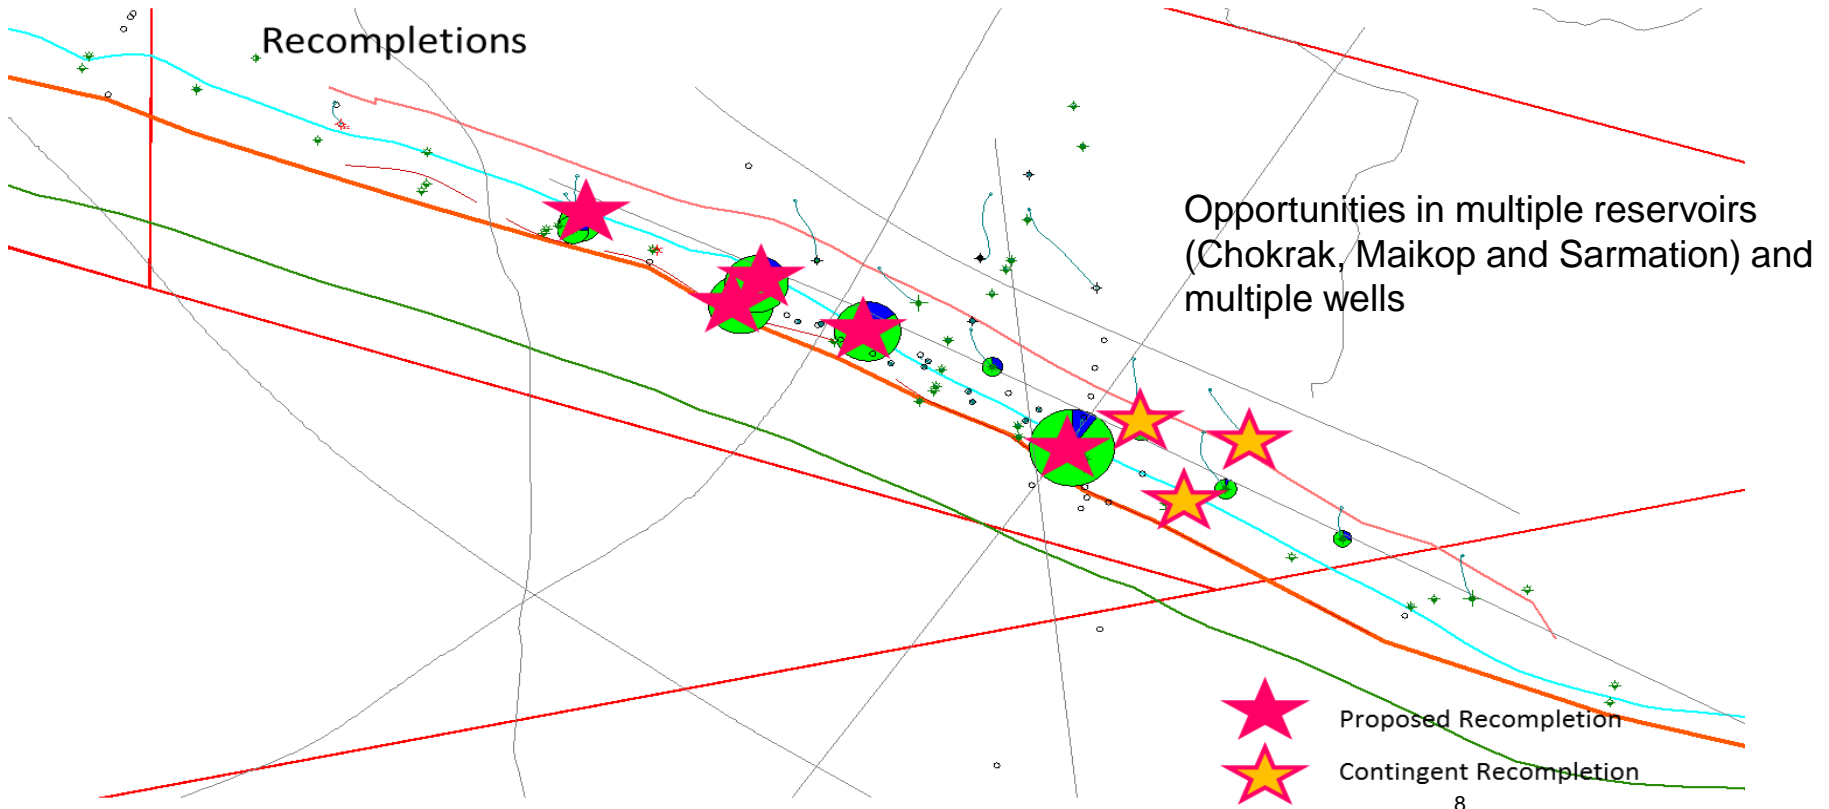 Recompletions
Opportunities in multiple reservoirs
(Chokrak, Maikop and Sarmation) and
multiple wells
Proposed Recompletion
Contingent Recompletion
8